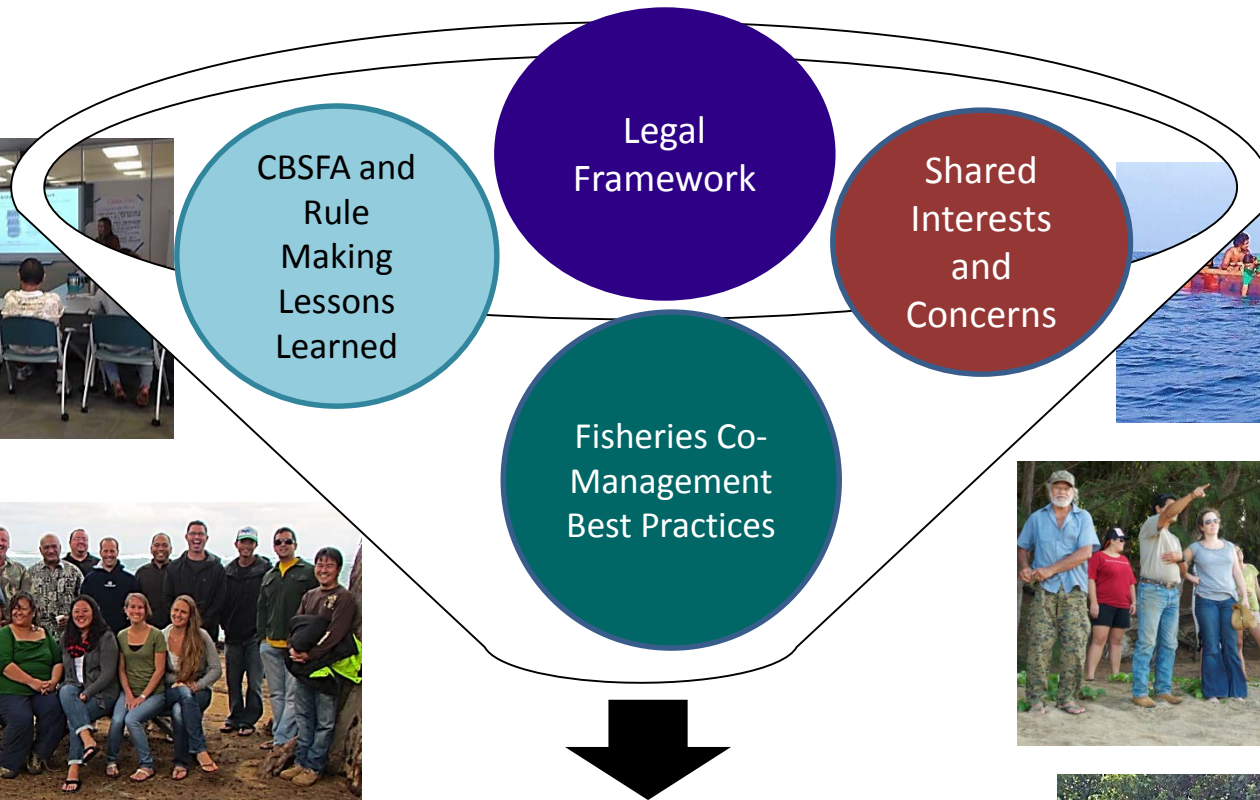 Legal
Framework
CBSFA and
Rule
Making
Lessons
Learned
Shared
Interests
and
Concerns
Fisheries Co-
Management
Best Practices